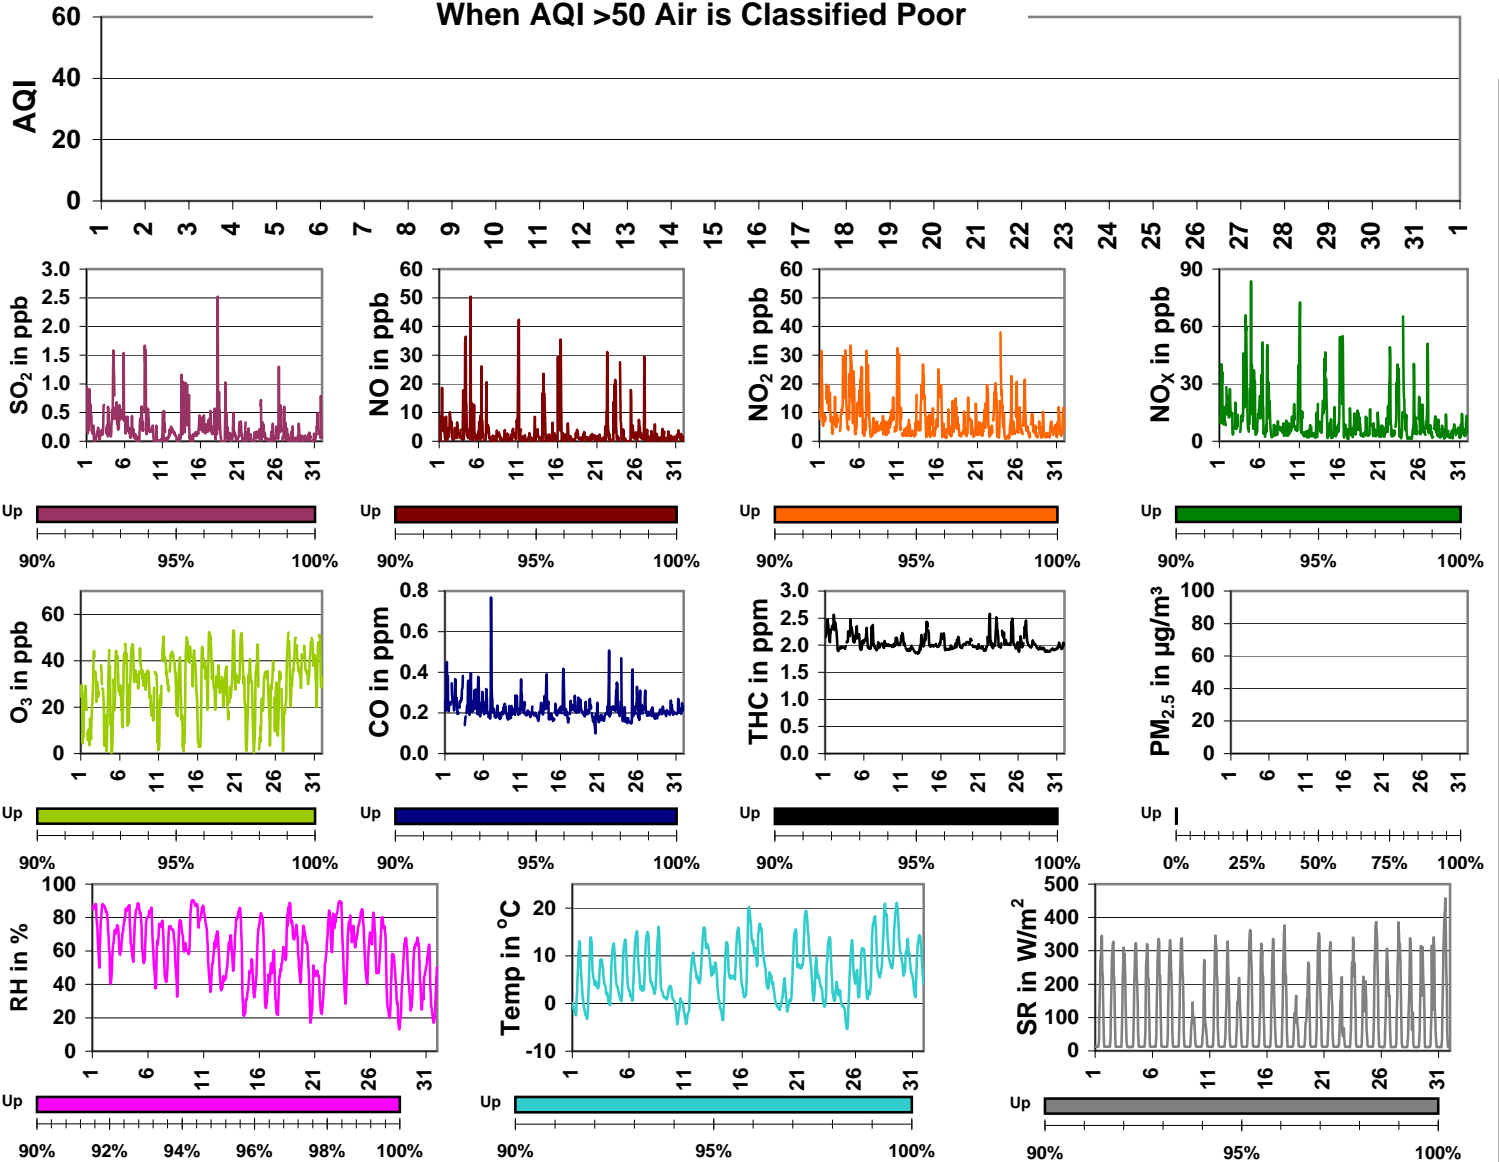 When AQI >50 Air is Classified Poor
AQI
60
40
20
0
1 2 3 4 5 6 7 8 9 10 11 12 13 14 15 16 17 18 19 20 21 22 23 24 25 26 27 28 29 30 31 1
SO2 in ppb
3.0
2.5
2.0
1.5
1.0
0.5
0.0
1 6 11 16 21 26 31
NO in ppb
60
50
40
30
20
10
0
1 6 11 16 21 26 31
NO2 in ppb
60
50
40
30
20
10
0
1 6 11 16 21 26 31
NOX in ppb
90
60
30
0
1 6 11 16 21 26 31
Up
90% 95% 100%
Up
90% 95% 100%
Up
90% 95% 100%
Up
90% 95% 100%
O3 in ppb
60
40
20
0
1 6 11 16 21 26 31
CO in ppm
0.8
0.6
0.4
0.2
0.0
1 6 11 16 21 26 31
THC in ppm
3.0
2.5
2.0
1.5
1.0
0.5
0.0
1 6 11 16 21 26 31
PM2.5 in µg/m³
100
80
60
40
20
0
1 6 11 16 21 26 31
Up
90% 95% 100%
Up
90% 95% 100%
Up
90% 95% 100%
Up
0% 25% 50% 75% 100%
RH in %
100
80
60
40
20
0
1 6 11 16 21 26 31
Temp in °C
20
10
0
-10
1 6 11 16 21 26 31
SR in W/m²
500
400
300
200
100
0
1 6 11 16 21 26 31
Up
90% 92% 94% 96% 98% 100%
Up
90% 95% 100%
Up
90% 95% 100%